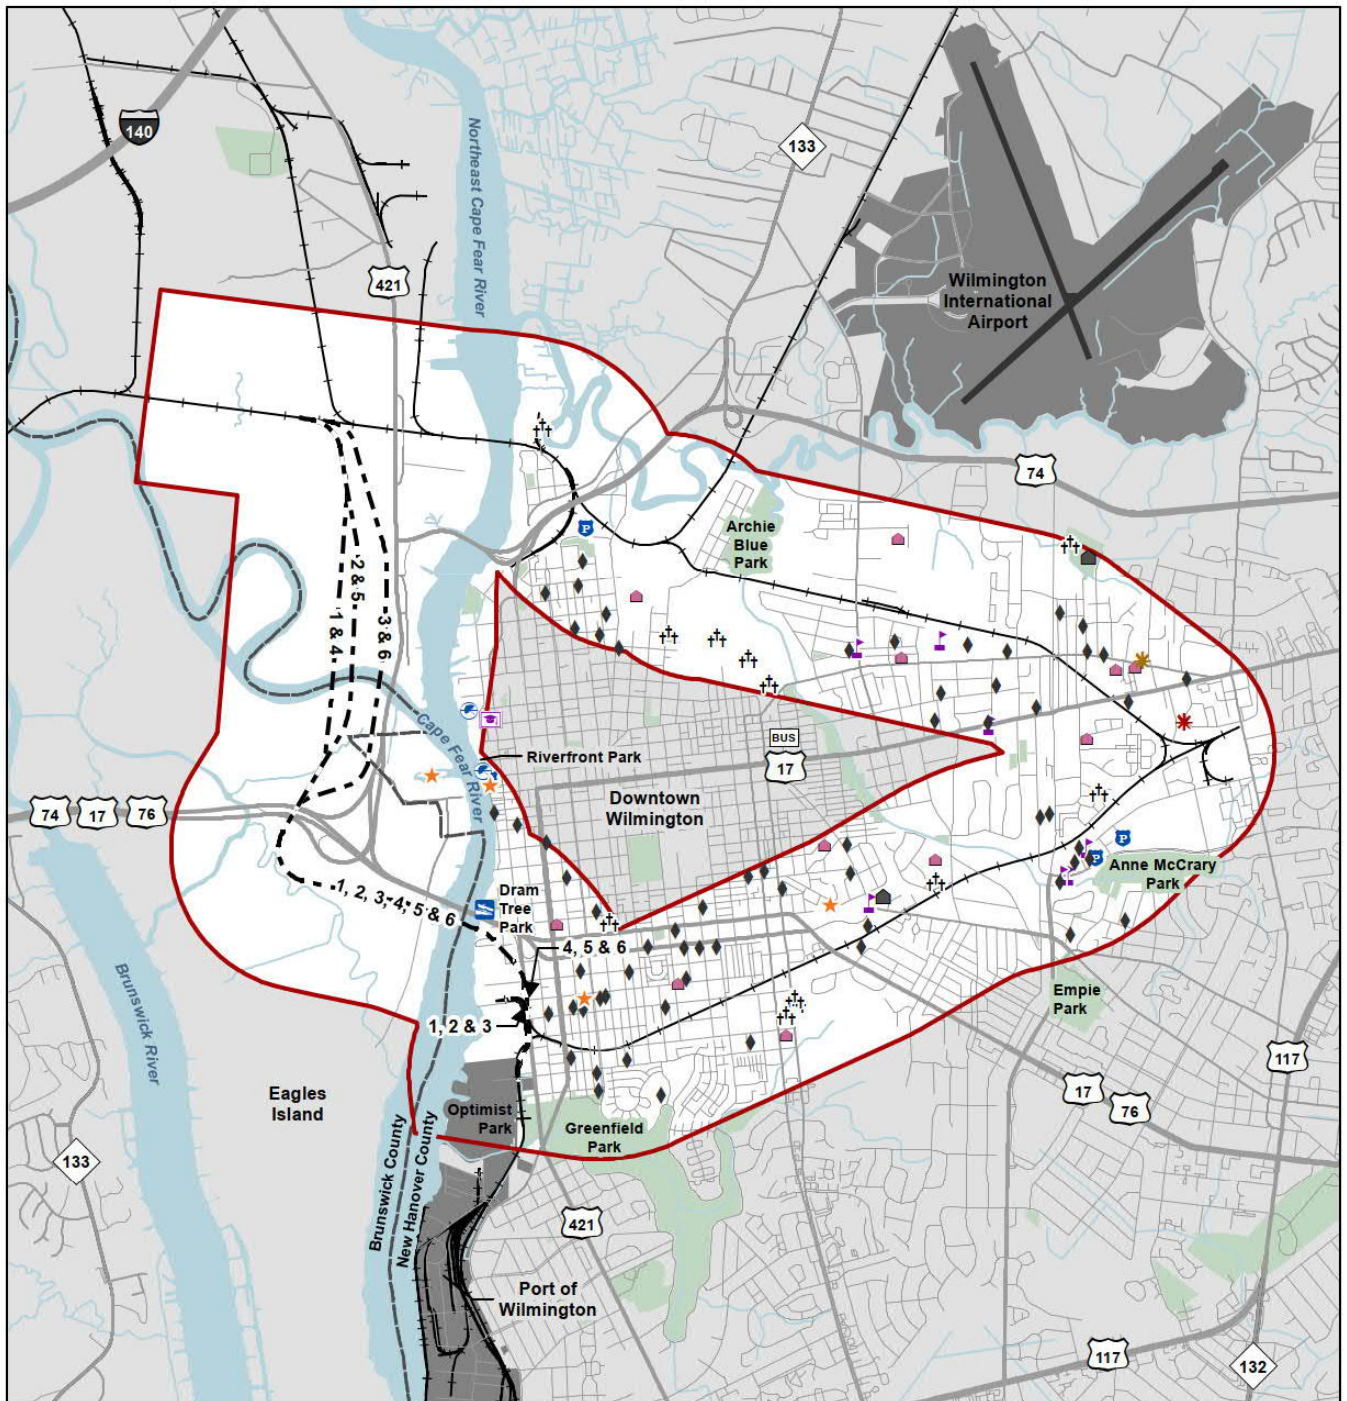 140
133
Northeast Cape Fear River
421
Wilmington
International
Airport
74
P
Archie
Blue
Park
2 & 5
1 & 4
3 & 6
Cape Fear River
Riverfront Park
BUS
17
74
17
76
Downtown
Wilmington
P
P
Anne McCrary
Park
1, 2, 3, 4, 5 & 6
Dram
Tree
Park
4, 5 & 6
Brunswick River
1, 2 & 3
Empie
Park
117
Eagles
Island
Optimist
Park
Greenfield
Park
17
76
133
Brunswick County
New Hanover County
421
Port of
Wilmington
117
132